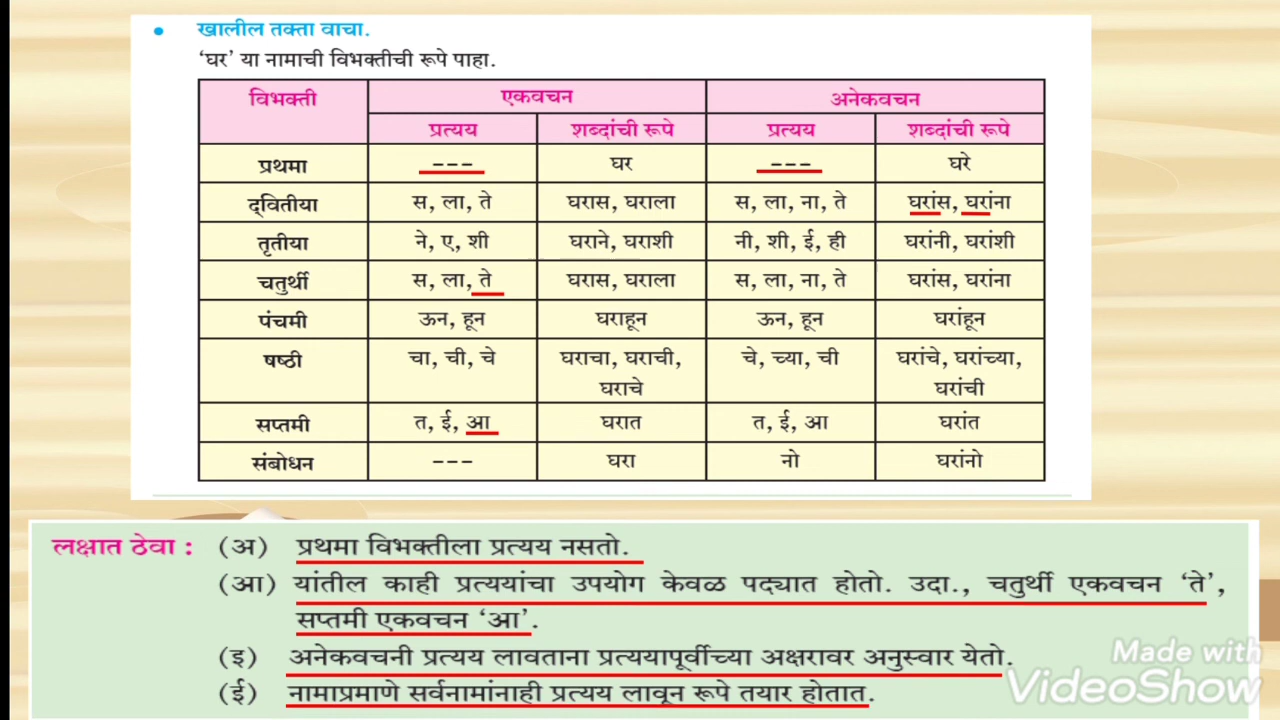 • खालील तक्ता वाचा.
‘घर’ या नामाची विभक्तीची रूपे पाहा.
विभक्ती एकवचन अनेकवचन
प्रत्यय शब्दांची रूपे प्रत्यय शब्दांची रूपे
प्रथमा --- घर --- घरे
द्वितीया स, ला, ते घरास, घराला स, ला, ना, ते घरांस, घरांना
तृतीया ने, ए, शी घराने, घराशी नी, शी, ई, ही घरांनी, घरांशी
चतुर्थी स, ला, ते घरास, घराला स, ला, ना, ते घरांस, घरांना
पंचमी ऊन, हून घराहून ऊन, हून घरांहून
षष्ठी चा, ची, चे घराचा, घराची, चे, च्या, ची घरांचे, घरांच्या,
घराचे घरांची
सप्तमी त, ई, आ घरात त, ई, आ घरांत
संबोधन --- घरा नो घरांनो
लक्षात ठेवा : (अ) प्रथमा विभक्तीला प्रत्यय नसतो.
(आ) यांतील काही प्रत्ययांचा उपयोग केवळ पद्यात होतो. उदा., चतुर्थी एकवचन ‘ते’,
सप्तमी एकवचन ‘आ’.
(इ) अनेकवचनी प्रत्यय लावताना प्रत्ययापूर्वीच्या अक्षरावर अनुस्वार येतो.
(ई) नामाप्रमाणे सर्वनामांनाही प्रत्यय लावून रूपे तयार होतात.
Made with
VideoShow